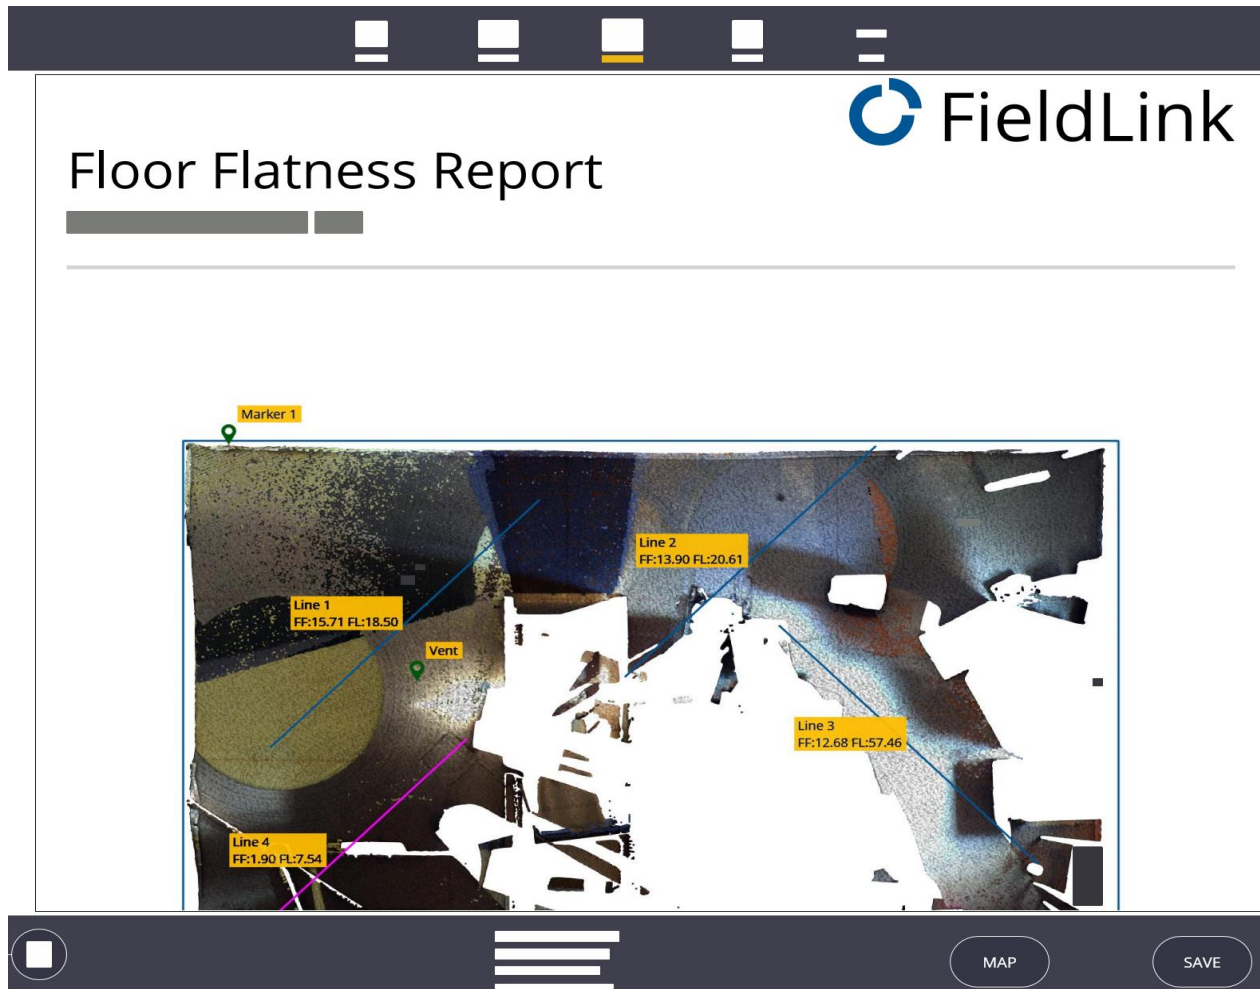 FieldLink
Floor Flatness Report
Marker 1
Line 2
FF:13.90 FL:20.61
Line 1
FF:15.71 FL:18.50
Vent
Line 3
FF:12.68 FL:57.46
Line 4
FF:1.90 FL:7.54
MAP
SAVE